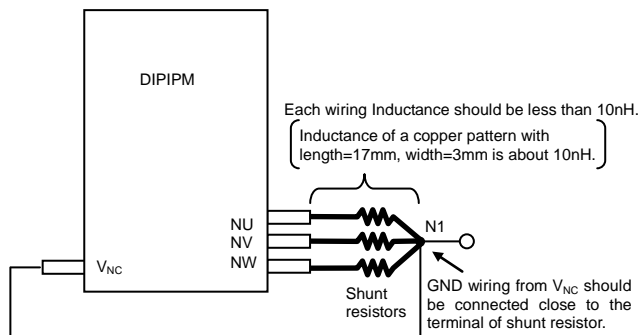 DIPIPM
Each wiring Inductance should be less than 10nH.
Inductance of a copper pattern with
length=17mm, width=3mm is about 10nH.
NU
NV
NW
N1
VNC
Shunt
resistors
GND wiring from VNC should
be connected close to the
terminal of shunt resistor.